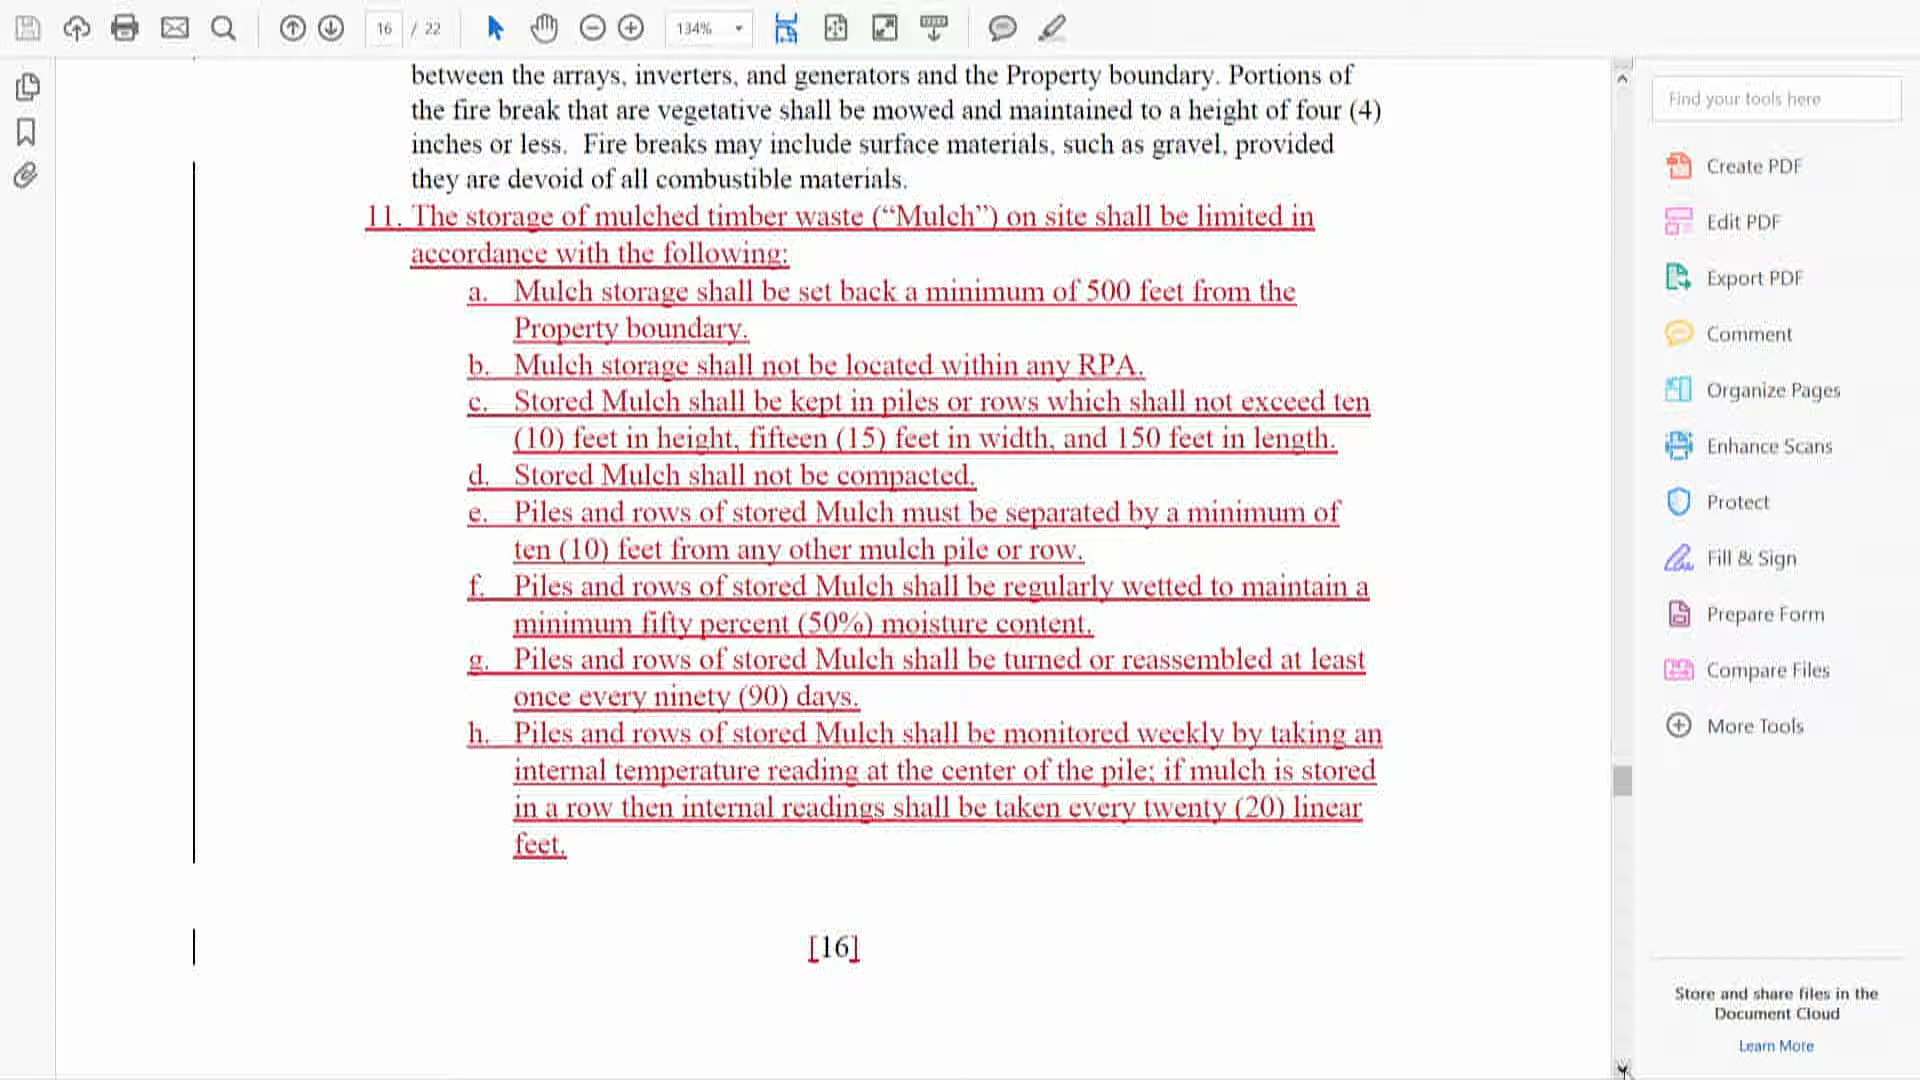 16 / 22
134%
between the arrays, inverters, and generators and the Property boundary. Portions of
the fire break that are vegetative shall be mowed and maintained to a height of four (4)
inches or less.  Fire breaks may include surface materials, such as gravel, provided
they are devoid of all combustible materials.
11. The storage of mulched timber waste (“Mulch”) on site shall be limited in
accordance with the following:
a. Mulch storage shall be set back a minimum of 500 feet from the
Property boundary.
b. Mulch storage shall not be located within any RPA.
c. Stored Mulch shall be kept in piles or rows which shall not exceed ten
(10) feet in height, fifteen (15) feet in width, and 150 feet in length.
d. Stored Mulch shall not be compacted.
e. Piles and rows of stored Mulch must be separated by a minimum of
ten (10) feet from any other mulch pile or row.
f. Piles and rows of stored Mulch shall be regularly wetted to maintain a
minimum fifty percent (50%) moisture content.
g. Piles and rows of stored Mulch shall be turned or reassembled at least
once every ninety (90) days.
h. Piles and rows of stored Mulch shall be monitored weekly by taking an
internal temperature reading at the center of the pile; if mulch is stored
in a row then internal readings shall be taken every twenty (20) linear
feet.
[16]
Find your tools here
Create PDF
Edit PDF
Export PDF
Comment
Organize Pages
Enhance Scans
Protect
Fill & Sign
Prepare Form
Compare Files
More Tools
Store and share files in the
Document Cloud
Learn More